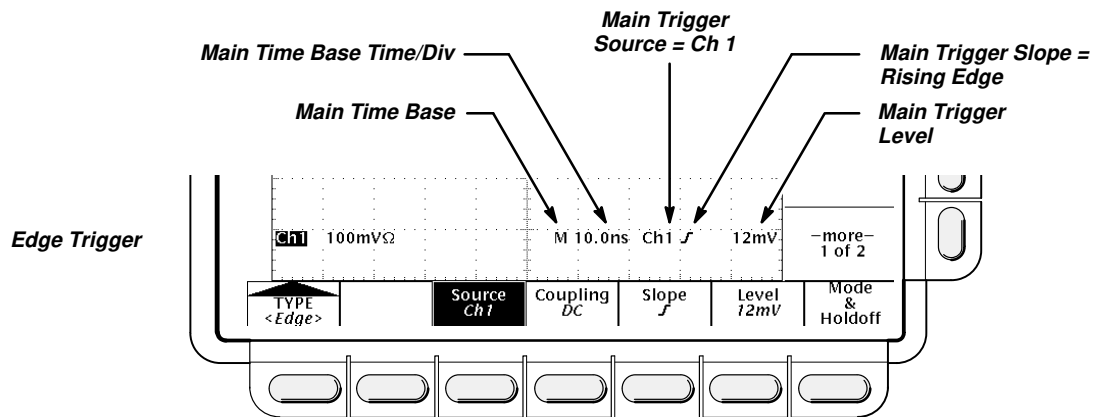 Main Trigger
Source = Ch 1
Main Time Base Time/Div
Main Trigger Slope =
Rising Edge
Main Time Base
Main Trigger
Level
Edge Trigger
Ch1 100mVΩ M 10.0ns Ch1 12mV
–more–
1 of 2
TYPE
<Edge>
Source
Ch1
Coupling
DC
Slope
Level
12mV
Mode
&
Holdoff